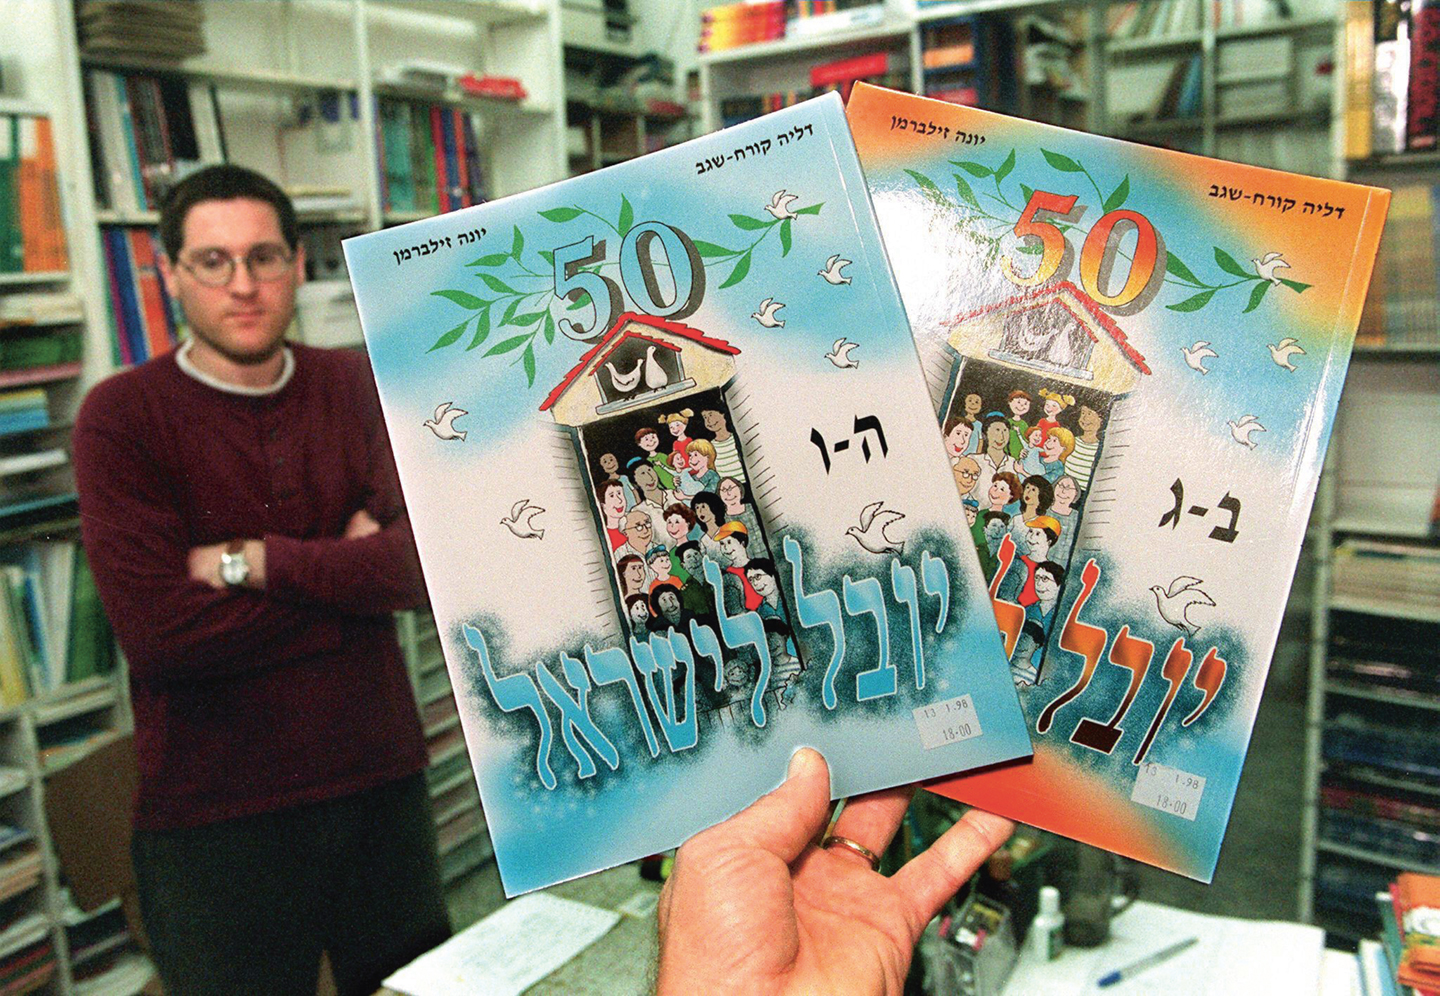 דליה קורח-שגב
יונה זילברמן
50
ה-ו
יובל לישראל
13 1.98
18-00
יונה זילברמן
דליה קורח-שגב
50
ב-ג
יובל ל
13 1.98
18-00